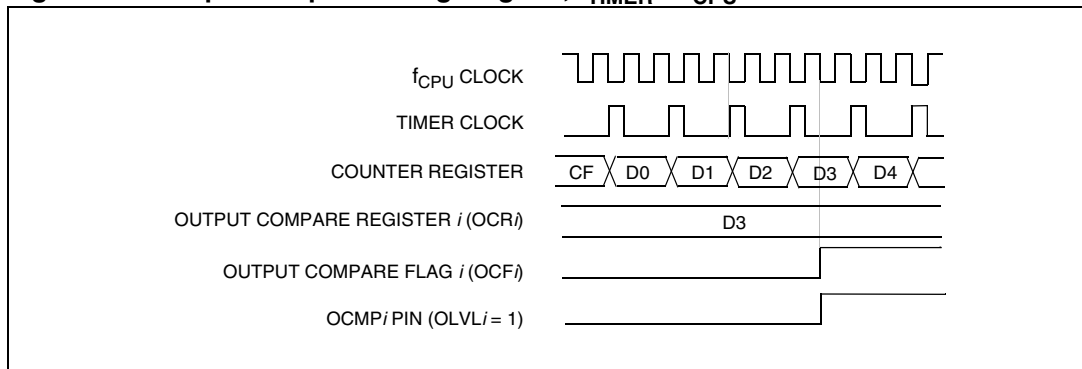 f_CPU CLOCK
TIMER CLOCK
COUNTER REGISTER CF D0 D1 D2 D3 D4
OUTPUT COMPARE REGISTER i (OCRi) D3
OUTPUT COMPARE FLAG i (OCFi)
OCMPi PIN (OLVLi = 1)